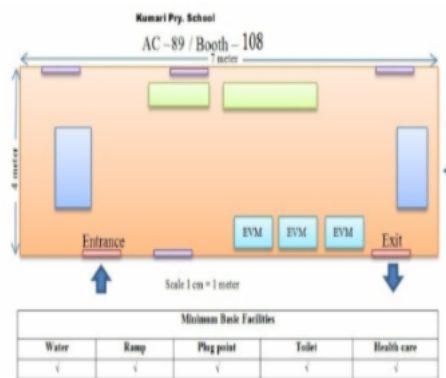 Kumari Pry. School
AC –89 / Booth – 108
7 meter
4 meter
EVM EVM EVM
Entrance Exit
Scale 1 cm = 1 meter
Minimum Basic Facilities
Water Ramp Plug point Toilet Health care
√ √ √ √ √